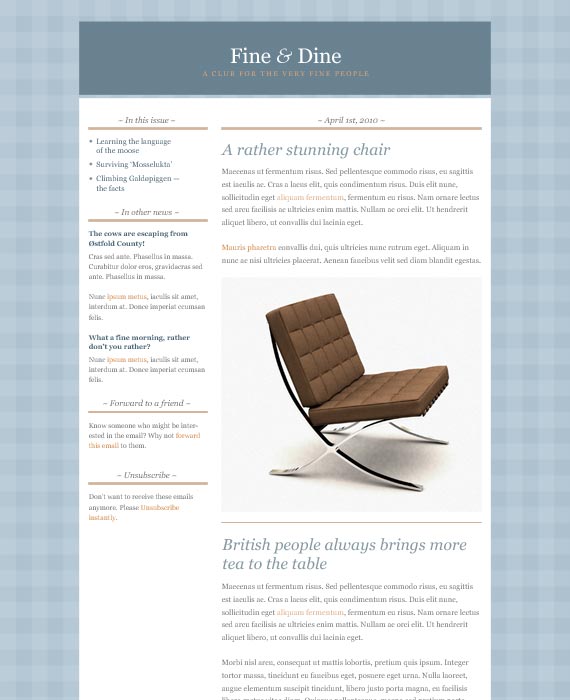 Fine & Dine
A CLUB FOR THE VERY FINE PEOPLE
~ In this issue ~
Learning the language
of the moose
Surviving 'Mosselukta'
Climbing Galdøpiggen —
the facts
~ In other news ~
The cows are escaping from
Østfold County!
Cras sed ante. Phasellus in massa.
Curabitur dolor eros, gravidacras sed
ante. Phasellus in massa.
Nunc ipsum metus, iaculis sit amet,
interdum at. Donce imperiat ccumsan
felis.
What a fine morning, rather
don't you rather?
Nunc ipsum metus, iaculis sit amet,
interdum at. Donce imperiat ccumsan
felis.
~ Forward to a friend ~
Know someone who might be inter-
ested in the email? Why not forward
this email to them.
~ Unsubscribe ~
Don't want to receive these emails
anymore. Please Unsubscribe
instantly.
~ April 1st, 2010 ~
A rather stunning chair
Maecenas ut fermentum risus. Sed pellentesque commodo risus, eu sagittis
est iaculis ac. Cras a lacus elit, quis condimentum risus. Duis elit nunc,
sollicitudin eget aliquam fermentum, fermentum eu risus. Nam ornare lectus
sed arcu facilisis ac ultricies enim mattis. Nullam ac orci elit. Ut hendrerit
aliquet libero, ut convallis dui lacinia eget.
Mauris pharetra convallis dui, quis ultricies nunc rutrum eget. Aliquam in
nunc ac nisi ultricies placerat. Aenean faucibus velit sed diam blandit egestas.
British people always brings more
tea to the table
Maecenas ut fermentum risus. Sed pellentesque commodo risus, eu sagittis
est iaculis ac. Cras a lacus elit, quis condimentum risus. Duis elit nunc,
sollicitudin eget aliquam fermentum, fermentum eu risus. Nam ornare lectus
sed arcu facilisis ac ultricies enim mattis. Nullam ac orci elit. Ut hendrerit
aliquet libero, ut convallis dui lacinia eget.
Morbi nisl arcu, consequat ut mattis lobortis, pretium quis ipsum. Integer
tortor massa, tincidunt eu faucibus eget, posuere eget urna. Nulla laoreet,
augue elementum suscipit tincidunt, libero justo porta magna, eu facilisis